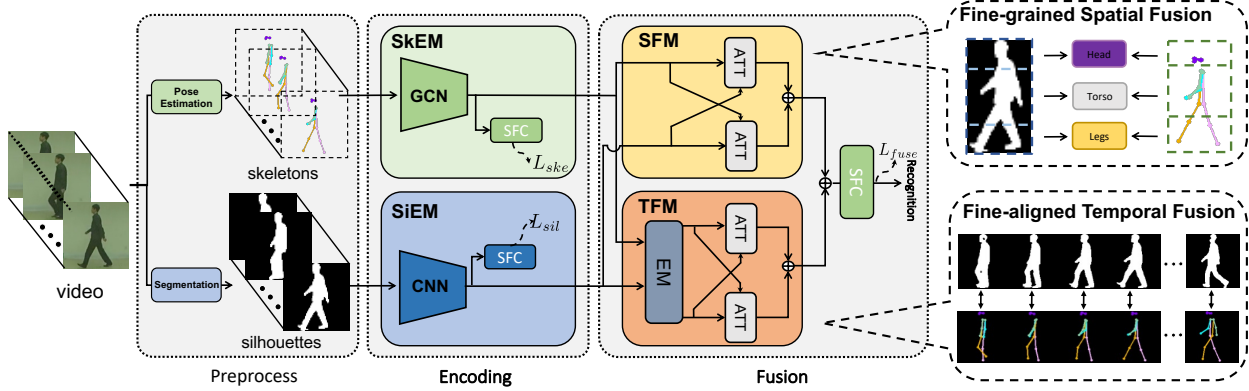 video
Pose
Estimation
Segmentation
skeletons
silhouettes
Preprocess
SkEM
GCN
SFC
L_ske
SiEM
CNN
SFC
L_sil
Encoding
SFM
ATT
ATT
TFM
EM
ATT
ATT
SFC
L_fuse
Recognition
Fusion
Fine-grained Spatial Fusion
Head
Torso
Legs
Fine-aligned Temporal Fusion